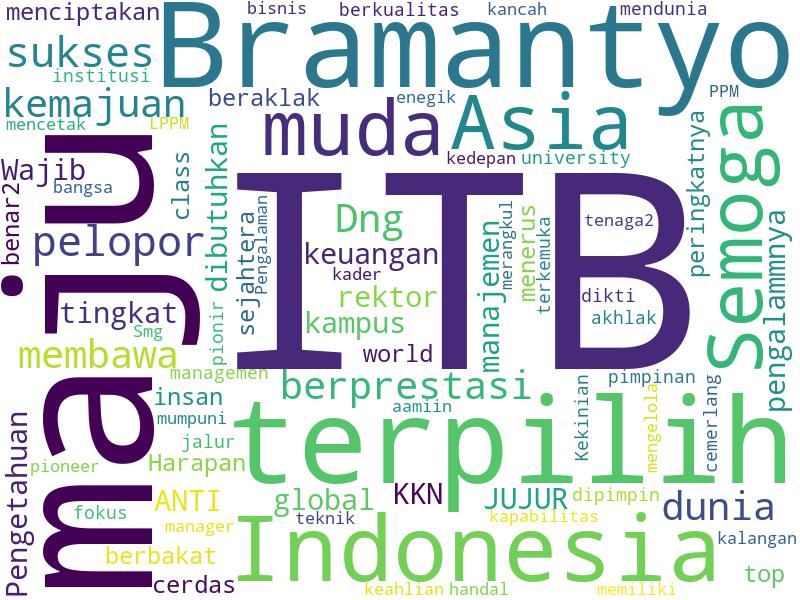 menciptakan
bisnis
berkualitas
kancah
mendunia
Bramantyo
sukses
institusi
kemajuan
beraklak
enegik
PPM
mencetak
LPPM
muda
Asia
Semoga
Wajib
bangsa
class
dibutuhkan
kedepan
university
peringkatnya
benar2
maju
pelopor
sejahtera
Pengalaman
ITB
Dng
keuangan
kader
rektor
kampus
world
manajemen
merangkul
menerus
terkemuka
tenaga2
dikti
akhlak
pengalammnya
tingkat
Smg
membawa
pionir
managemen
berprestasi
pimpinan
insan
mumpuni
aamiin
Kekinian
mengelola
cemerlang
jalur
terpilih
Pengetahuan
pioneer
Harapan
fokus
ANTI
global
KKN
JUJUR
dipimpin
dunia
manager
teknik
kapabilitas
kalangan
berbakat
Indonesia
cerdas
keahlian
handal
memiliki
top